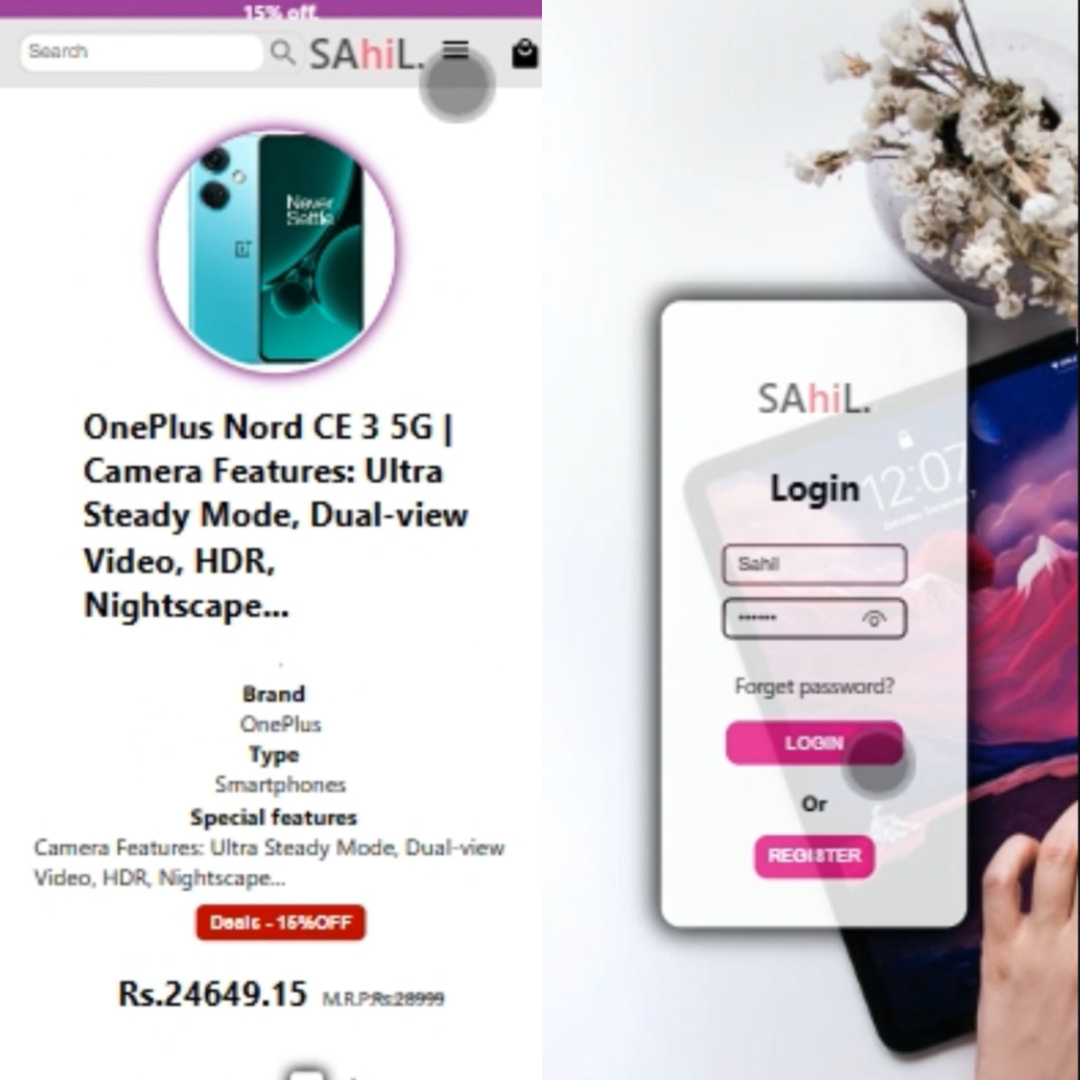 15% off
Search
SAhiL.
Never
Settle
OnePlus Nord CE 3 5G |
Camera Features: Ultra
Steady Mode, Dual-view
Video, HDR,
Nightscape...
Brand
OnePlus
Type
Smartphones
Special features
Camera Features: Ultra Steady Mode, Dual-view
Video, HDR, Nightscape...
Deals - 15%OFF
Rs.24649.15 M.R.P:Rs:28999
SAhiL.
12:07
Login
Sahil
••••••
Forget password?
LOGIN
Or
REGISTER